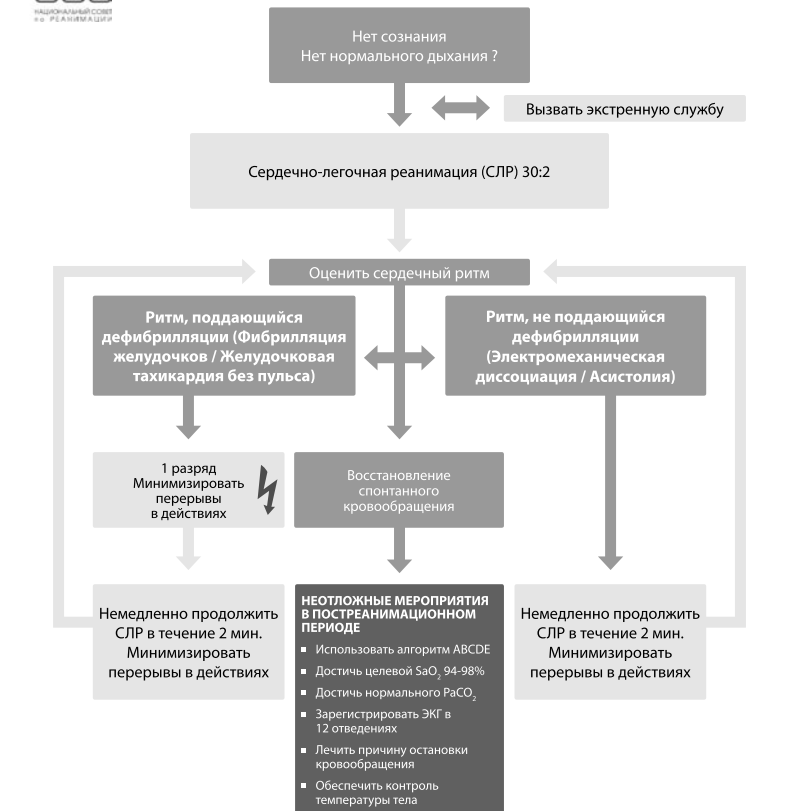 НАЦИОНАЛЬНЫЙ СОВЕТ
по РЕАНИМАЦИИ
Нет сознания
Нет нормального дыхания ?
Вызвать экстренную службу
Сердечно-легочная реанимация (СЛР) 30:2
Оценить сердечный ритм
Ритм, поддающийся
дефибрилляции (Фибрилляция
желудочков / Желудочковая
тахикардия без пульса)
Ритм, не поддающийся
дефибрилляции
(Электромеханическая
диссоциация / Асистолия)
1 разряд
Минимизировать
перерывы
в действиях
Восстановление
спонтанного
кровообращения
Немедленно продолжить
СЛР в течение 2 мин.
Минимизировать
перерывы в действиях
НЕОТЛОЖНЫЕ МЕРОПРИЯТИЯ
В ПОСТРЕАНИМАЦИОННОМ
ПЕРИОДЕ
▪ Использовать алгоритм ABCDE
▪ Достичь целевой SaO₂ 94-98%
▪ Достичь нормального PaCO₂
▪ Зарегистрировать ЭКГ в
12 отведениях
▪ Лечить причину остановки
кровообращения
▪ Обеспечить контроль
температуры тела
Немедленно продолжить
СЛР в течение 2 мин.
Минимизировать
перерывы в действиях